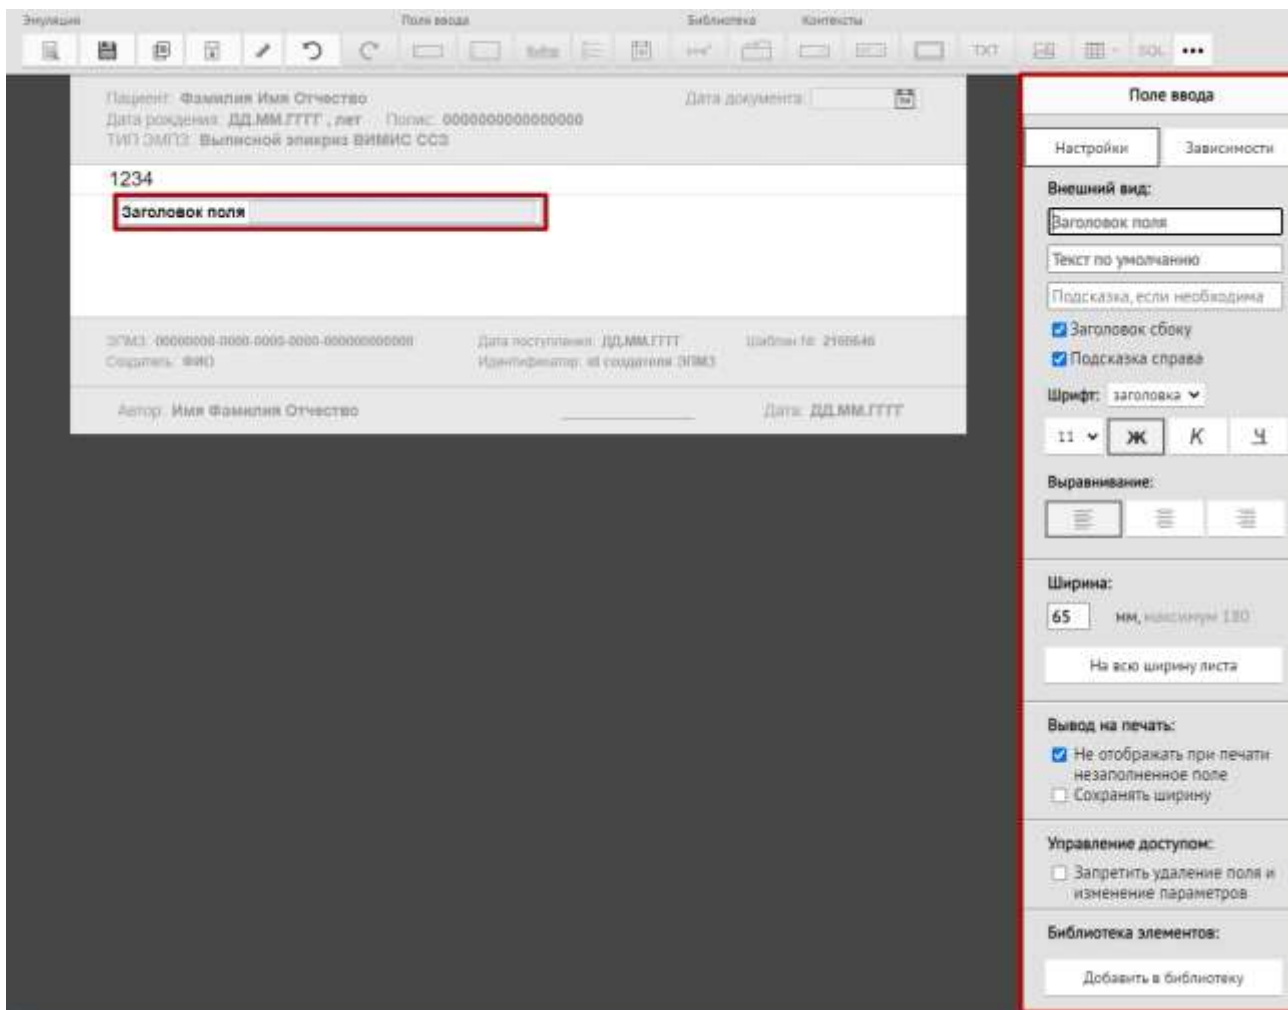 Эмуляция Поля ввода Библиотека Контексты
TXT SQL •••
Пациент: Фамилия Имя Отчество Дата документа:
Дата рождения: ДД.ММ.ГГГГ , лет Полис: 0000000000000000
ТИП ЭМПЗ: Выписной эпикриз ВИМИС ССЗ
1234
Заголовок поля
ЭПМЗ: 00000000-0000-0000-0000-000000000000 Дата поступления: ДД.ММ.ГГГГ Шаблон №: 2160646
Создатель: ФИО Идентификатор: id создателя ЭПМЗ
Автор: Имя Фамилия Отчество Дата: ДД.ММ.ГГГГ
Поле ввода
Настройки Зависимости
Внешний вид:
Заголовок поля
Текст по умолчанию
Подсказка, если необходима
Заголовок сбоку
Подсказка справа
Шрифт: заголовка
11 Ж К Ч
Выравнивание:
Ширина:
65 мм, максимум 180
На всю ширину листа
Вывод на печать:
Не отображать при печати
незаполненное поле
Сохранять ширину
Управление доступом:
Запретить удаление поля и
изменение параметров
Библиотека элементов:
Добавить в библиотеку